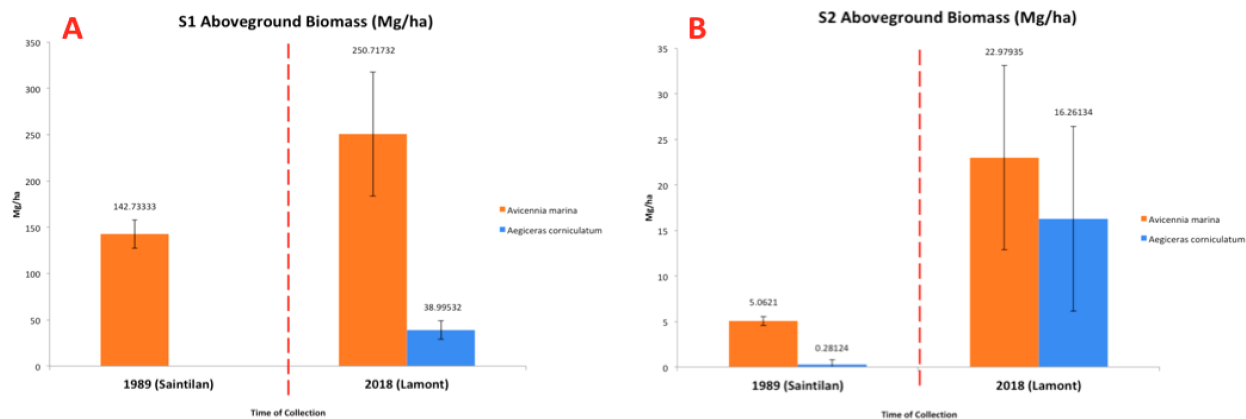 A
S1 Aboveground Biomass (Mg/ha)
350
300
250
200
150
100
50
0
Mg/ha
142.73333
250.71732
38.99532
Avicennia marina
Aegiceras corniculatum
1989 (Saintilan)
2018 (Lamont)
Time of Collection
B
S2 Aboveground Biomass (Mg/ha)
35
30
25
20
15
10
5
0
Mg/ha
5.0621
0.28124
22.97935
16.26134
Avicennia marina
Aegiceras corniculatum
1989 (Saintilan)
2018 (Lamont)
Time of Collection